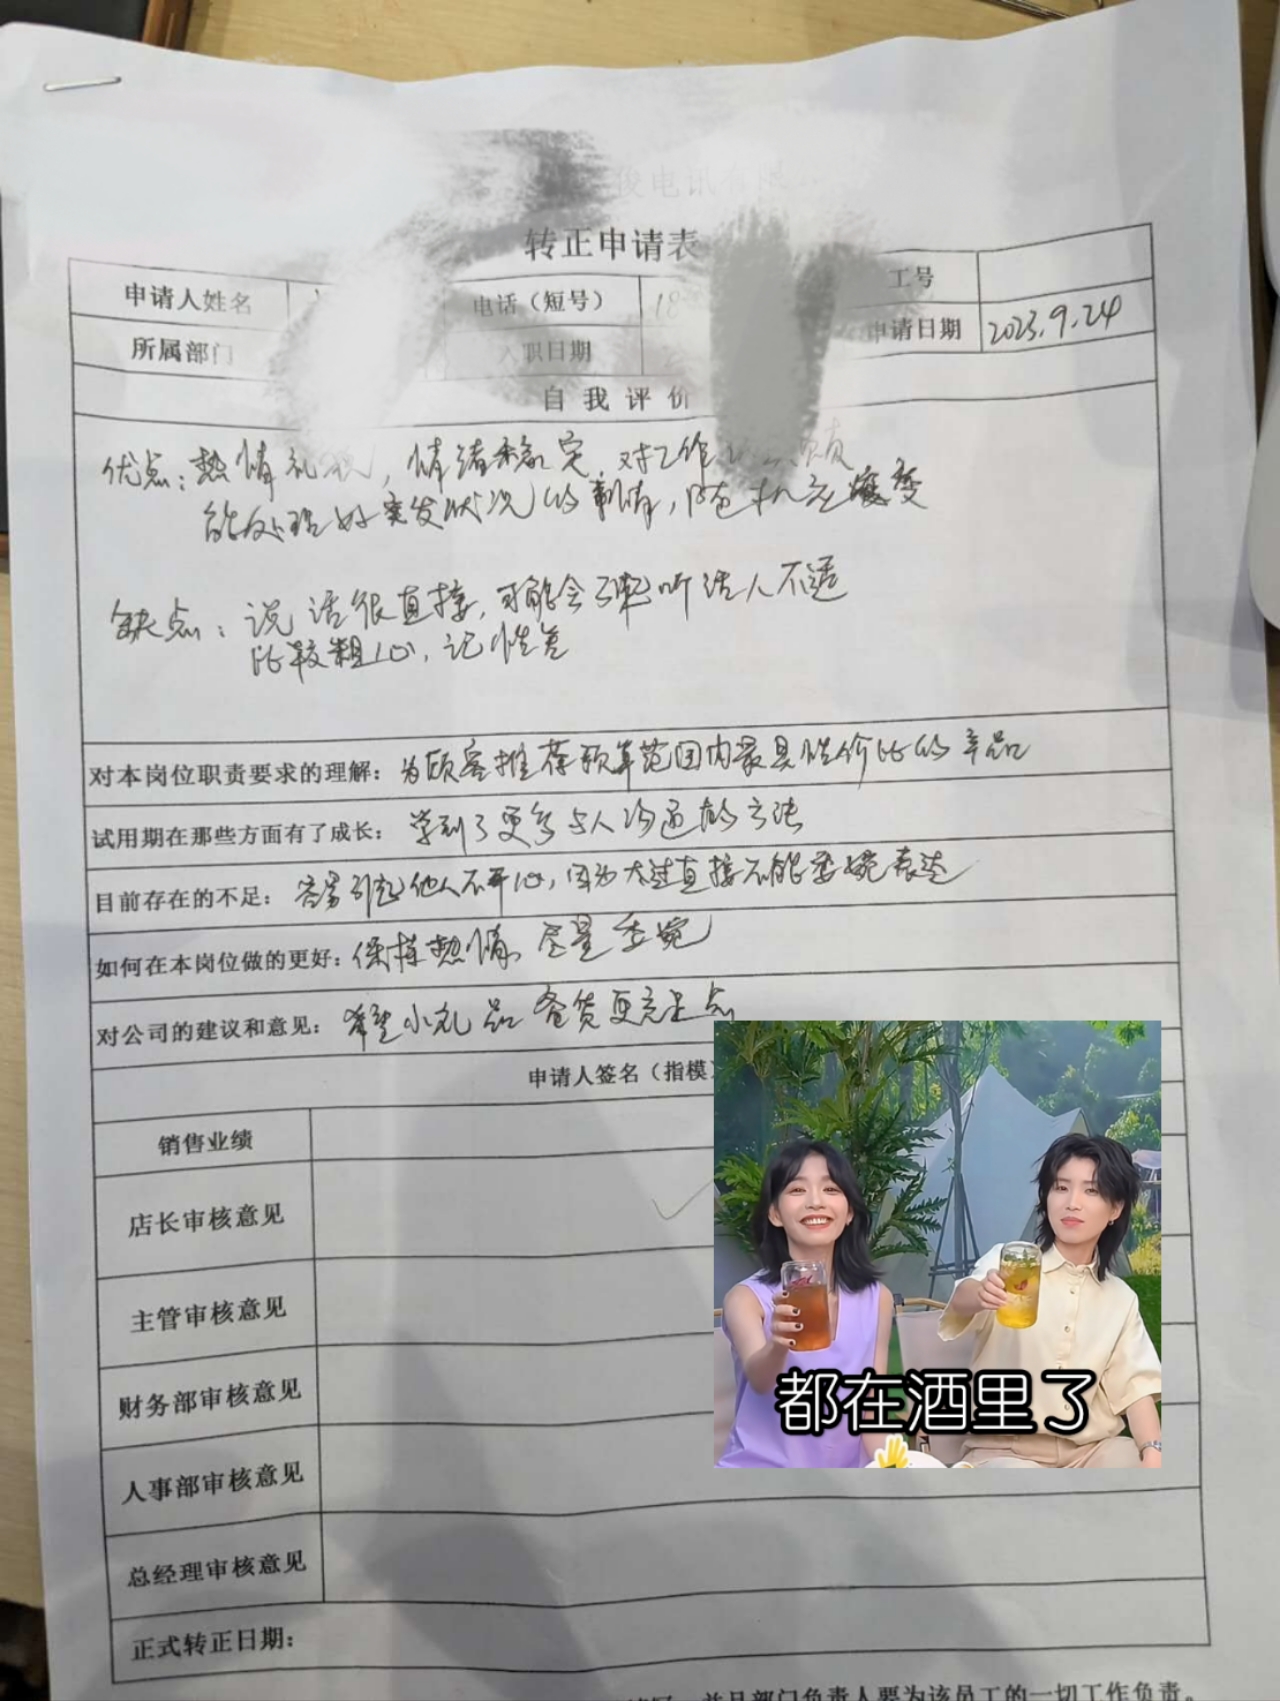 俊电讯有限
转正申请表
申请人姓名 电话（短号） 18 工号
所属部门 入职日期 申请日期 2023.9.24
自我评价
优点：热情礼貌，情绪稳定，对工作 负责
能处理好突发状况的事情，随机应变
缺点：说话很直接，可能会引起听话人不适
比较粗心，记性差
对本岗位职责要求的理解：为顾客推荐预算范围内最具性价比的产品
试用期在那些方面有了成长：学到了更多与人沟通的方法
目前存在的不足：容易引起他人不开心，因为太过直接不能委婉表达
如何在本岗位做的更好：保持热情，尽量委婉
对公司的建议和意见：希望小礼品备货更充足点
申请人签名（指模）
销售业绩
店长审核意见
主管审核意见
财务部审核意见
人事部审核意见
总经理审核意见
正式转正日期：
并且部门负责人要为该员工的一切工作负责。
都在酒里了